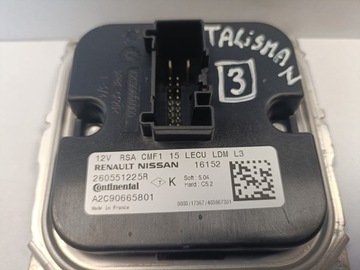 TALISMAN
3
12V RSA CMF1 15 LECU LDM L3
RENAULT NISSAN 16152
260551225R
Continental K
Soft: 5.04
Hard: C5.2
A2C90665801
Made in France